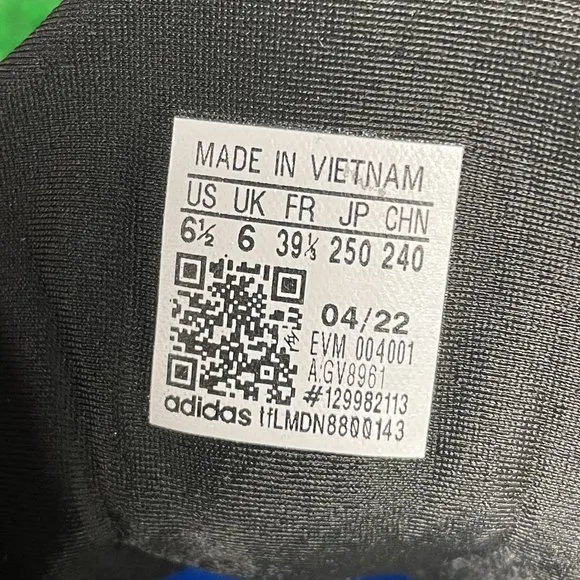 MADE IN VIETNAM
US UK FR JP CHN
6½ 6 39⅓ 250 240
04/22
EVM 004001
A:GV8961
#129982113
adidas ItLMDN8800143